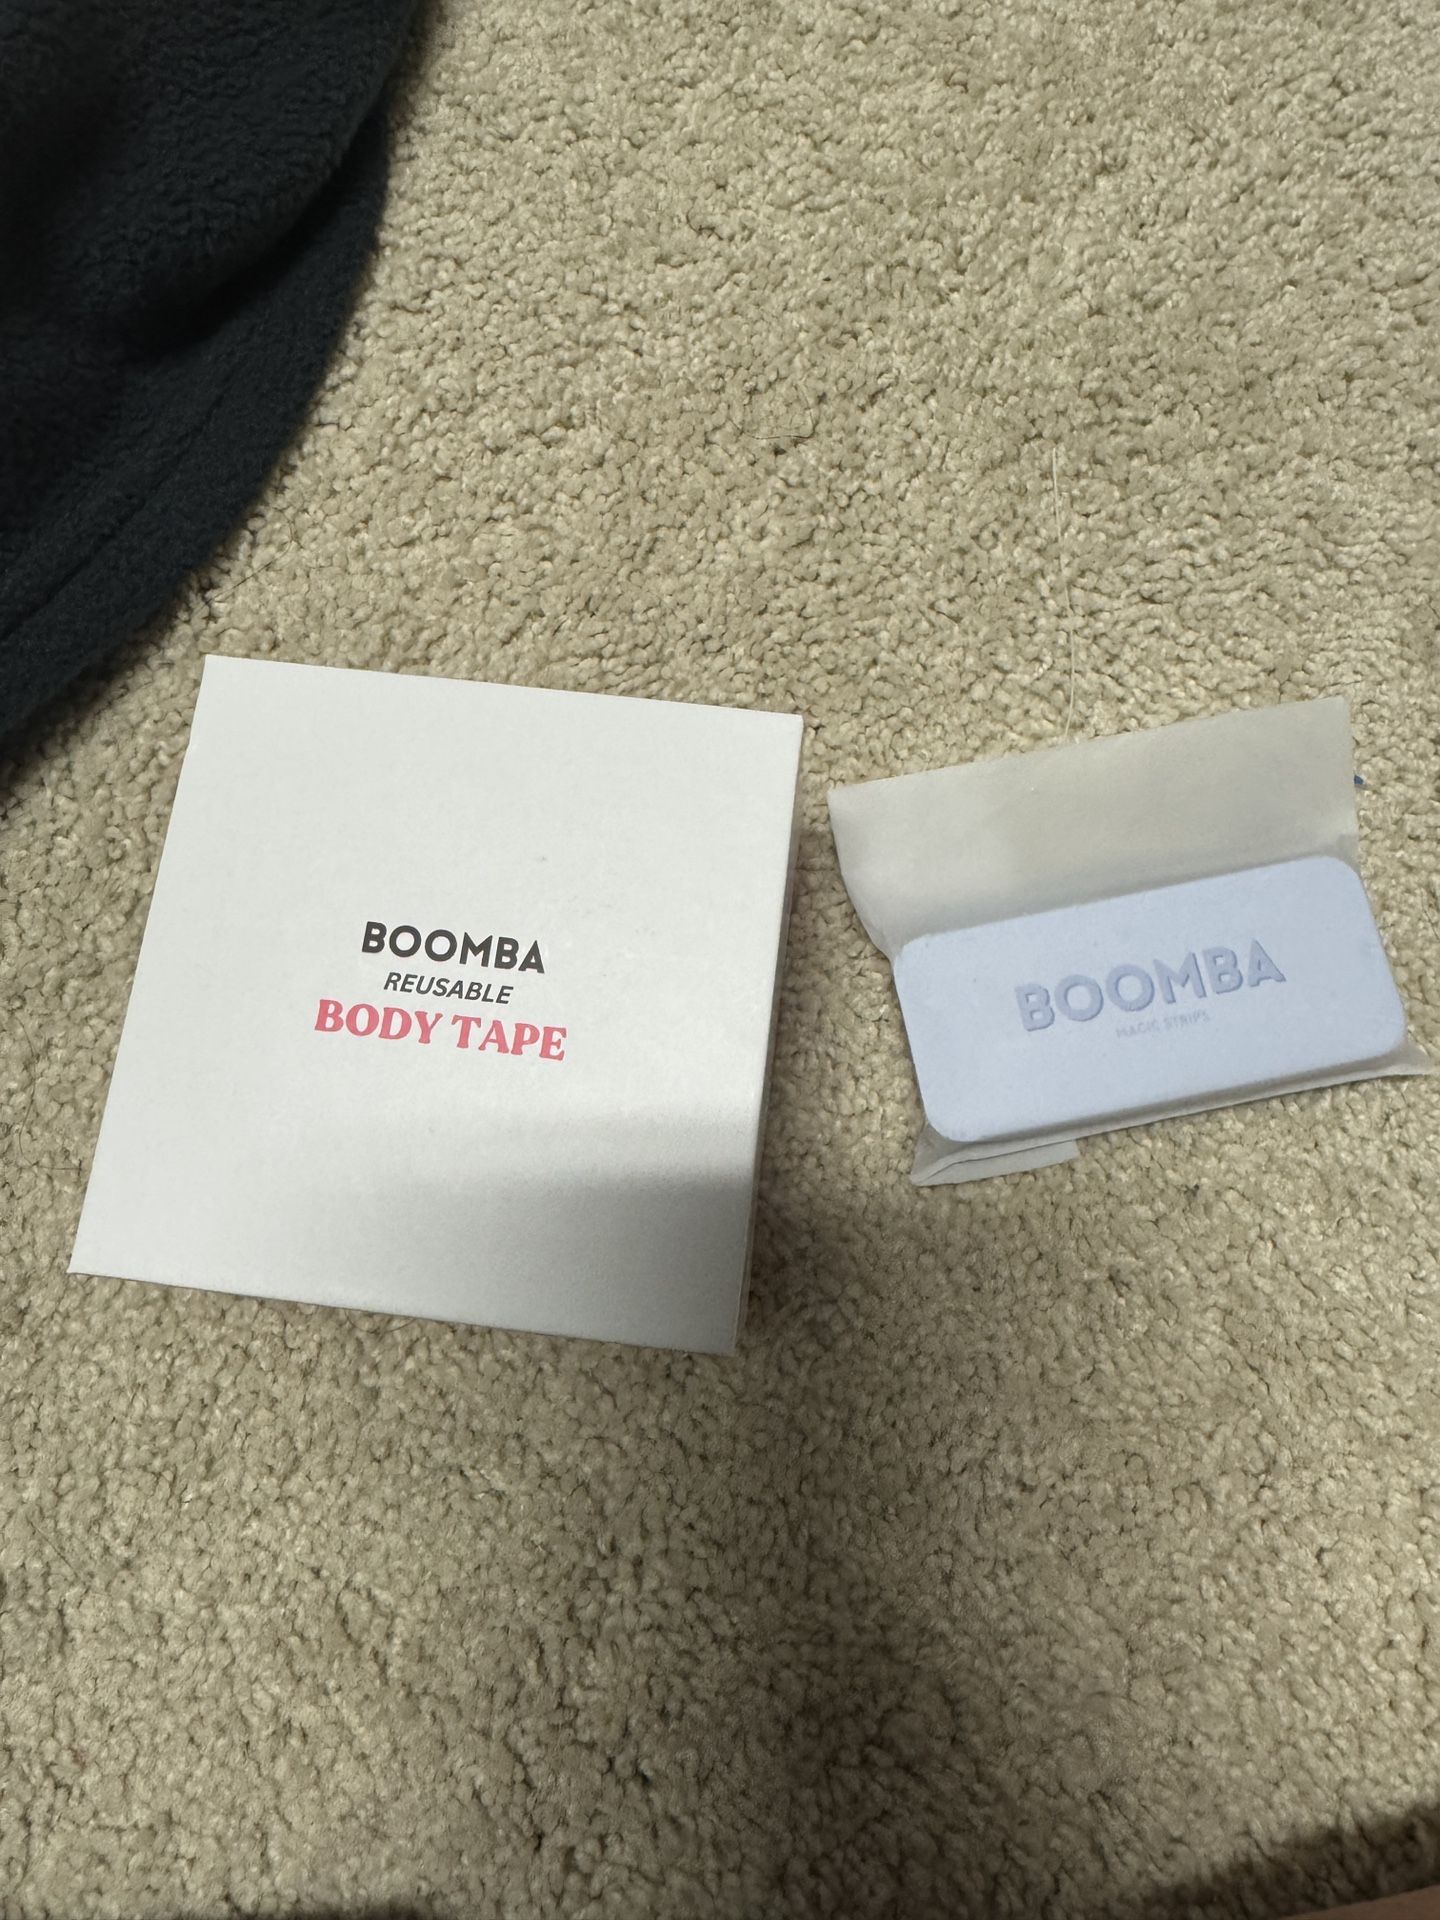 BOOMBA
REUSABLE
BODY TAPE
BOOMBA
MAGIC STRIPS